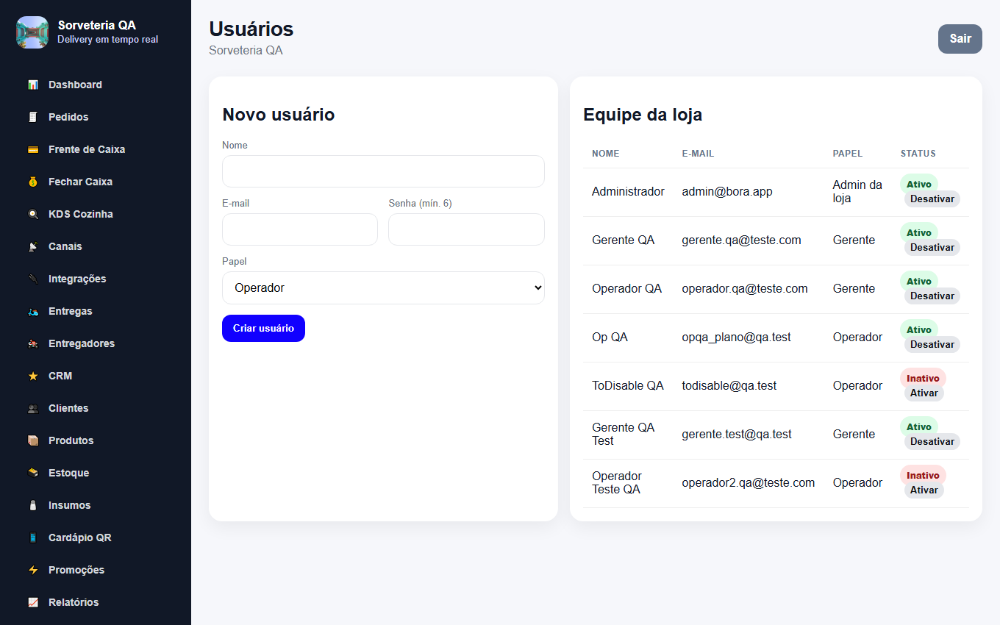 Sorveteria QA
Delivery em tempo real
Dashboard
Pedidos
Frente de Caixa
Fechar Caixa
KDS Cozinha
Canais
Integrações
Entregas
Entregadores
CRM
Clientes
Produtos
Estoque
Insumos
Cardápio QR
Promoções
Relatórios
Usuários
Sorveteria QA
Sair
Novo usuário
Nome
E-mail
Senha (mín. 6)
Papel
Operador
Criar usuário
Equipe da loja
NOME E-MAIL PAPEL STATUS
Administrador admin@bora.app Admin da loja Ativo
Desativar
Gerente QA gerente.qa@teste.com Gerente Ativo
Desativar
Operador QA operador.qa@teste.com Gerente Ativo
Desativar
Op QA opqa_plano@qa.test Operador Ativo
Desativar
ToDisable QA todisable@qa.test Operador Inativo
Ativar
Gerente QA Test gerente.test@qa.test Gerente Ativo
Desativar
Operador Teste QA operador2.qa@teste.com Operador Inativo
Ativar